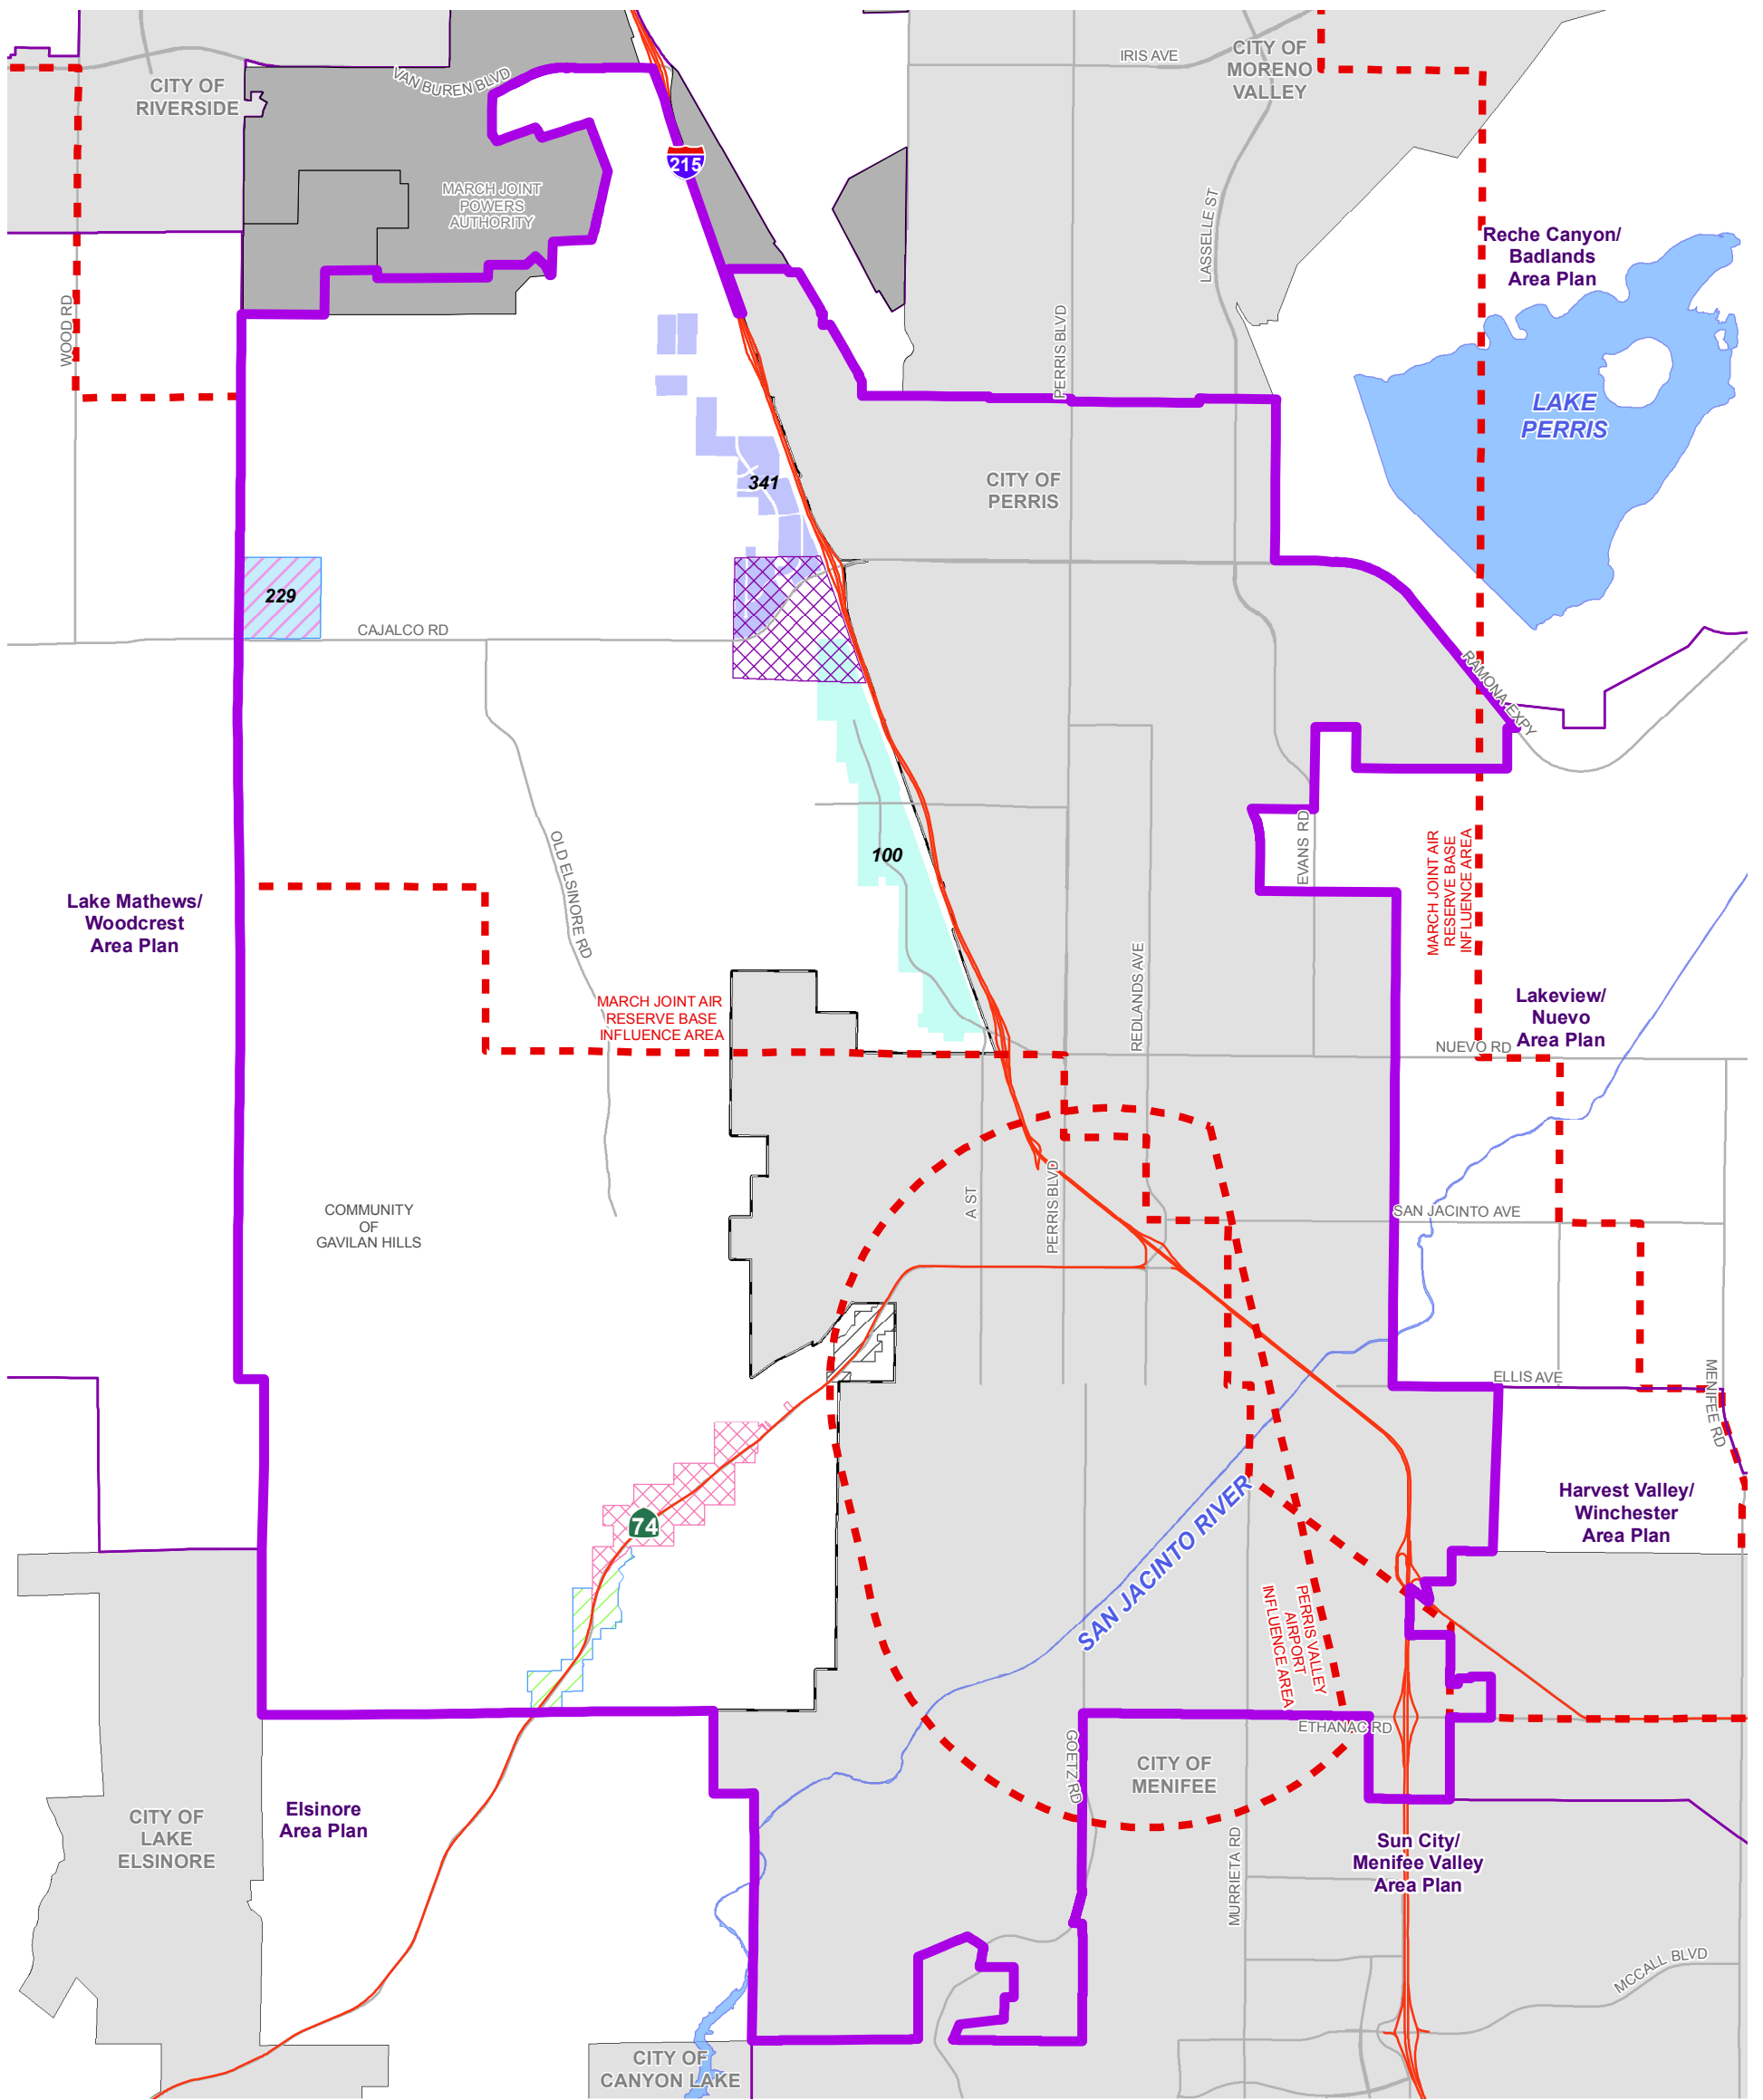 IRIS AVE
CITY OF
MORENO
VALLEY
CITY OF
RIVERSIDE
VAN BUREN BLVD
215
MARCH JOINT
POWERS
AUTHORITY
LASSELLE ST
Reche Canyon/
Badlands
Area Plan
WOOD RD
PERRIS BLVD
LAKE
PERRIS
341
CITY OF
PERRIS
229
CAJALCO RD
RAMONA EXPY
OLD ELSINORE RD
100
EVANS RD
MARCH JOINT AIR
RESERVE BASE
INFLUENCE AREA
Lake Mathews/
Woodcrest
Area Plan
REDLANDS AVE
MARCH JOINT AIR
RESERVE BASE
INFLUENCE AREA
Lakeview/
Nuevo
Area Plan
NUEVO RD
A ST
PERRIS BLVD
SAN JACINTO AVE
COMMUNITY
OF
GAVILAN HILLS
ELLIS AVE
MENIFEE RD
74
SAN JACINTO RIVER
Harvest Valley/
Winchester
Area Plan
PERRIS VALLEY
AIRPORT
INFLUENCE AREA
ETHANAC RD
GOETZ RD
CITY OF
MENIFEE
CITY OF
LAKE
ELSINORE
Elsinore
Area Plan
MURRIETA RD
Sun City/
Menifee Valley
Area Plan
MCCALL BLVD
CITY OF
CANYON LAKE